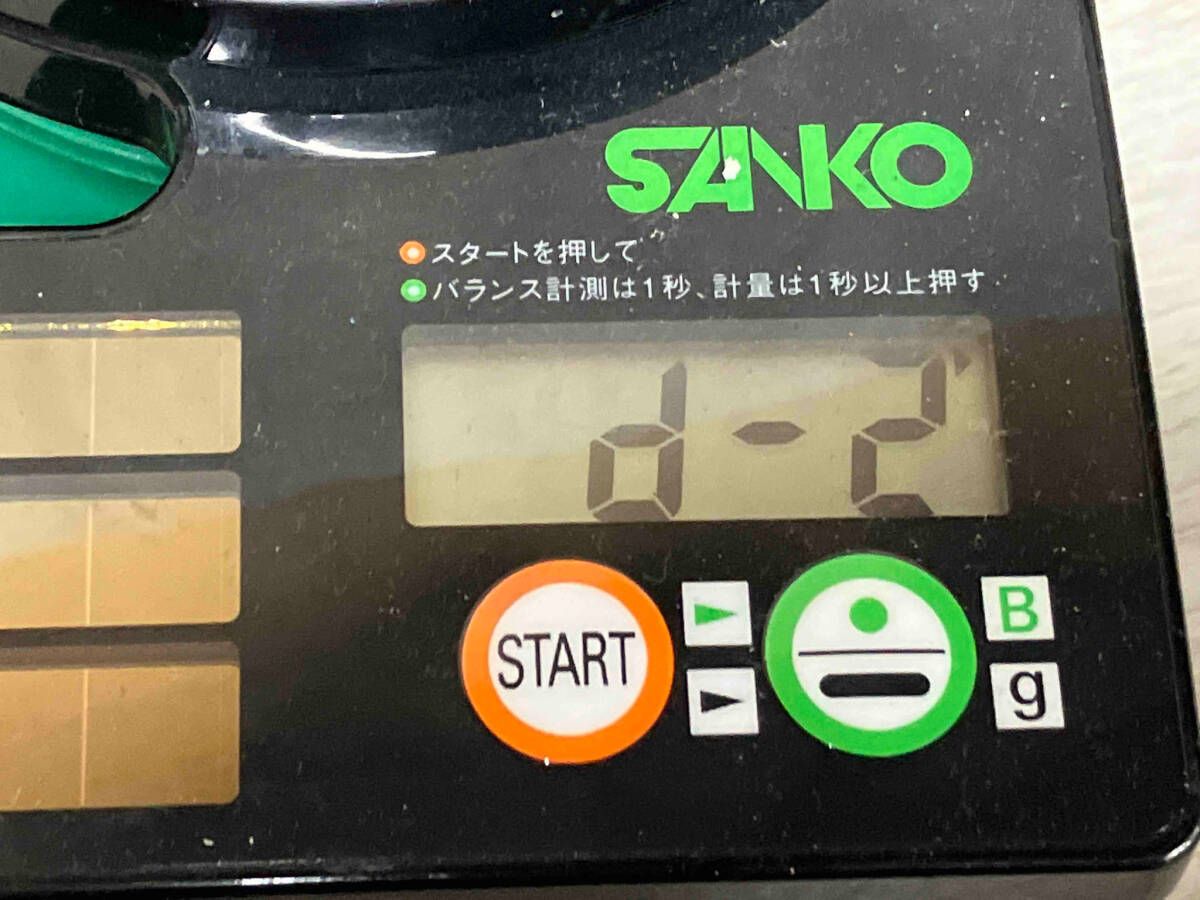 SANKO
スタートを押して
バランス計測は1秒、計量は1秒以上押す
d-2
START
B
g